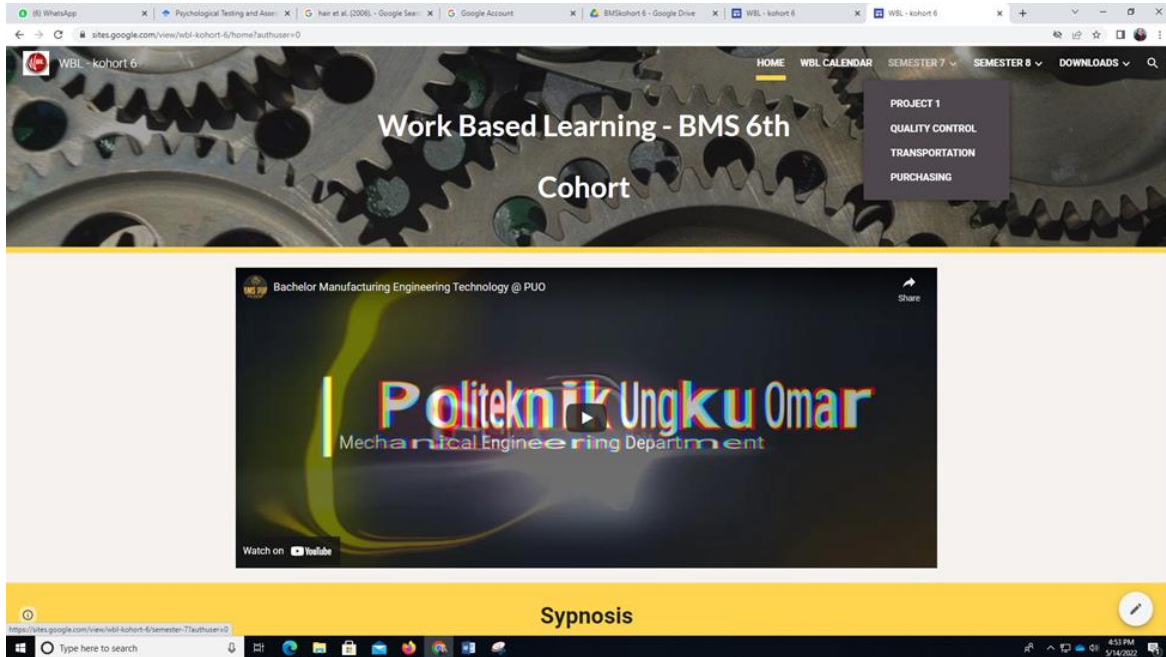 (6) WhatsApp
Psychological Testing and Asses
hair et al. (2006). - Google Sear
Google Account
BMSkohort 6 - Google Drive
WBL - kohort 6
WBL - kohort 6
sites.google.com/view/wbl-kohort-6/home?authuser=0
WBL - kohort 6
HOME WBL CALENDAR SEMESTER 7 SEMESTER 8 DOWNLOADS
PROJECT 1
QUALITY CONTROL
TRANSPORTATION
PURCHASING
Work Based Learning - BMS 6th
Cohort
BMS PUO
Bachelor Manufacturing Engineering Technology @ PUO
Share
Politeknik Ungku Omar
Mechanical Engineering Department
Watch on YouTube
Sypnosis
https://sites.google.com/view/wbl-kohort-6/semester-7?authuser=0
Type here to search
4:53 PM
5/14/2022